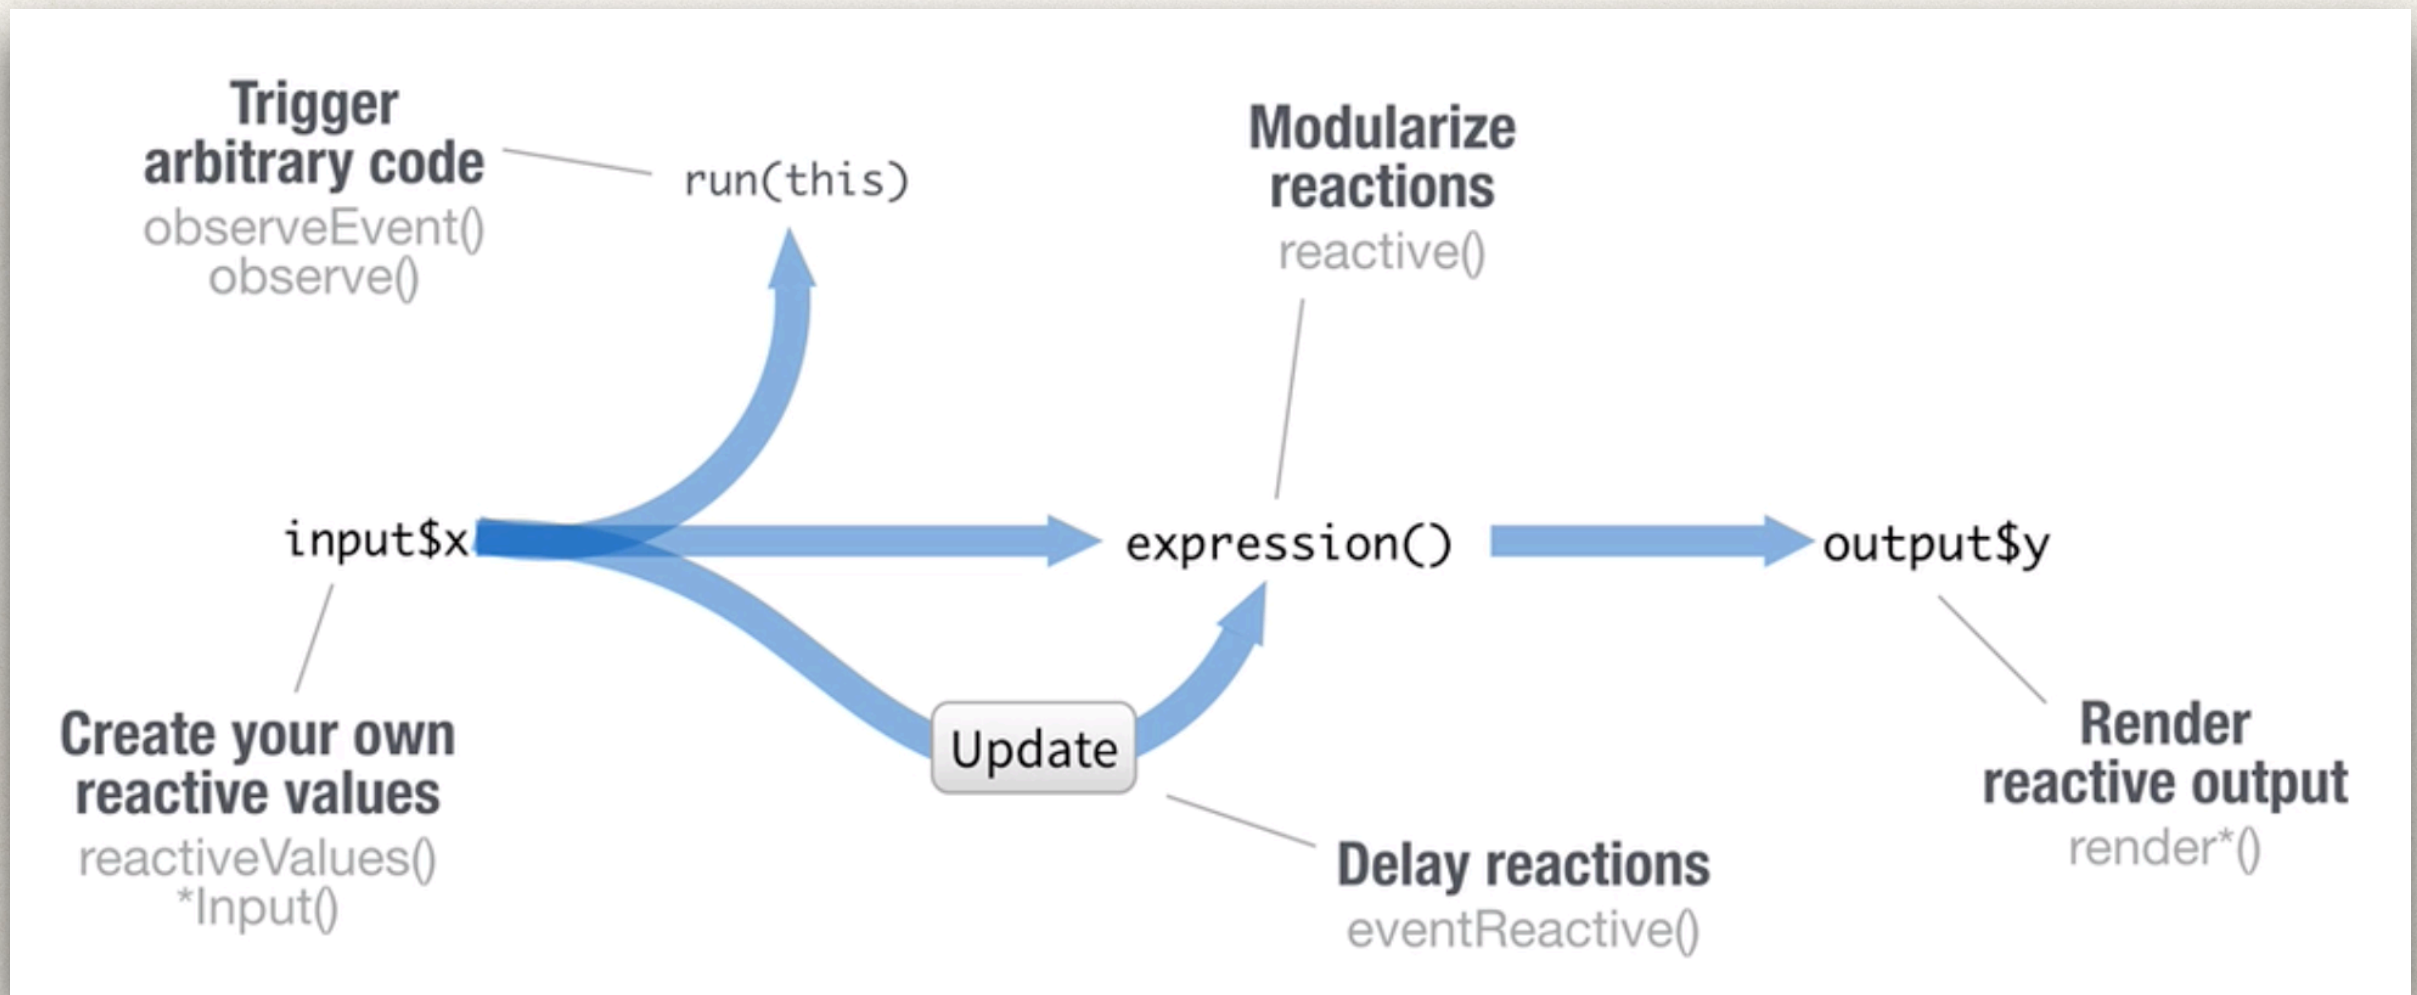 Trigger
arbitrary code
observeEvent()
observe()
run(this)
Modularize
reactions
reactive()
input$x
expression()
output$y
Create your own
reactive values
reactiveValues()
*Input()
Update
Delay reactions
eventReactive()
Render
reactive output
render*()